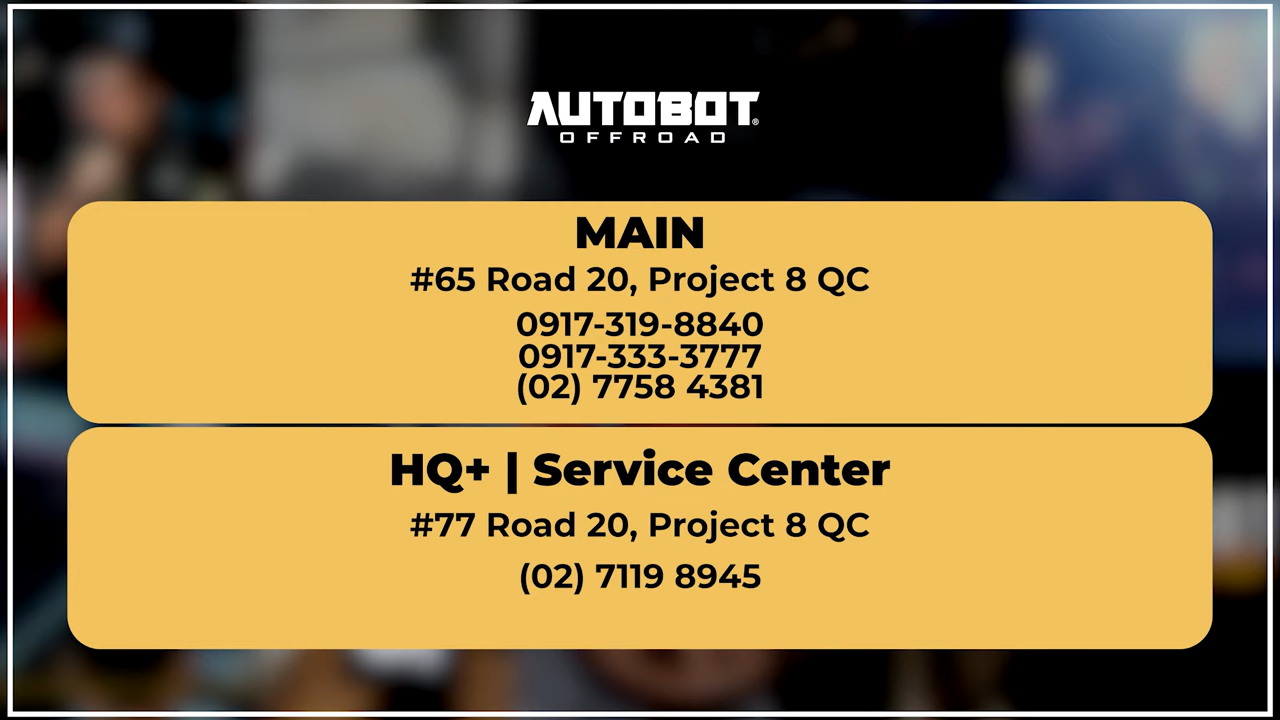 AUTOBOT®
OFFROAD
MAIN
#65 Road 20, Project 8 QC
0917-319-8840
0917-333-3777
(02) 7758 4381
HQ+ | Service Center
#77 Road 20, Project 8 QC
(02) 7119 8945